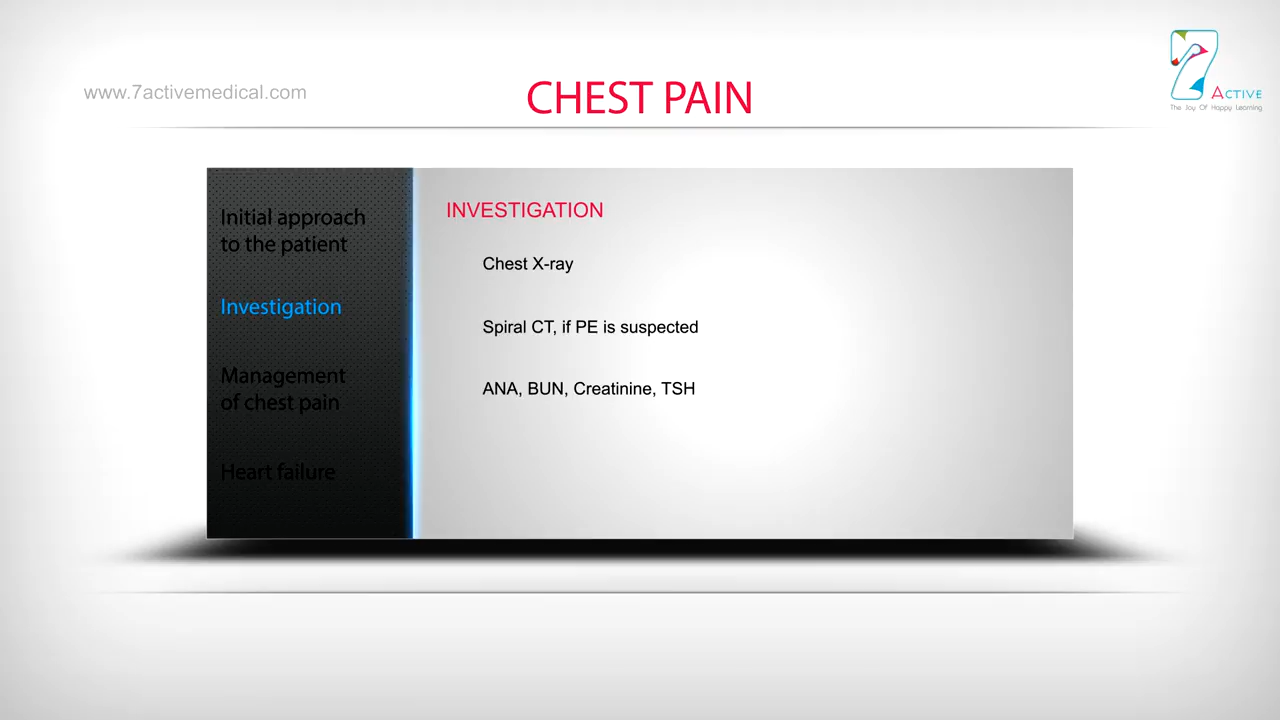 www.7activemedical.com
CHEST PAIN
7 ACTIVE
The Joy Of Happy Learning
Initial approach
to the patient
Investigation
Management
of chest pain
Heart failure
INVESTIGATION
Chest X-ray
Spiral CT, if PE is suspected
ANA, BUN, Creatinine, TSH